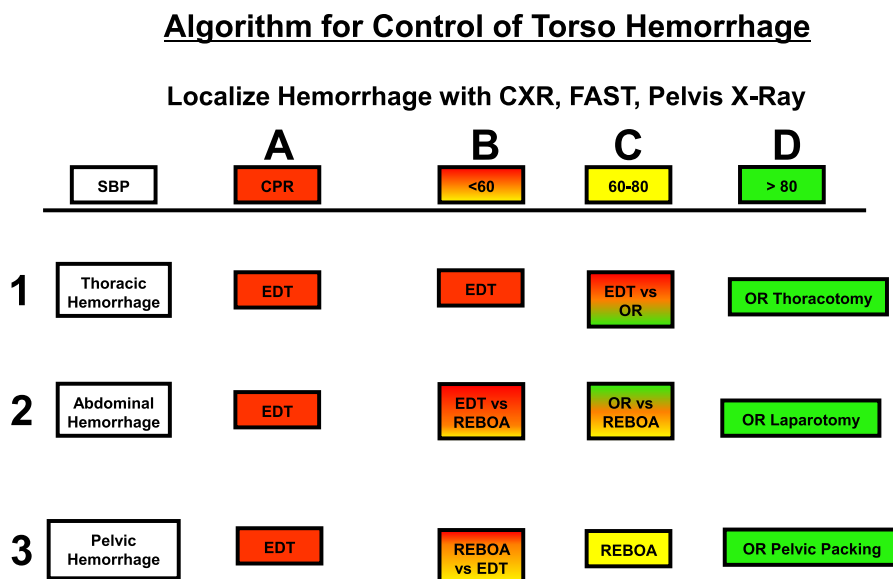 Algorithm for Control of Torso Hemorrhage
Localize Hemorrhage with CXR, FAST, Pelvis X-Ray
A B C D
SBP CPR <60 60-80 > 80
1
Thoracic
Hemorrhage
EDT
EDT
EDT vs
OR
OR Thoracotomy
2
Abdominal
Hemorrhage
EDT
EDT vs
REBOA
OR vs
REBOA
OR Laparotomy
3
Pelvic
Hemorrhage
EDT
REBOA
vs EDT
REBOA
OR Pelvic Packing